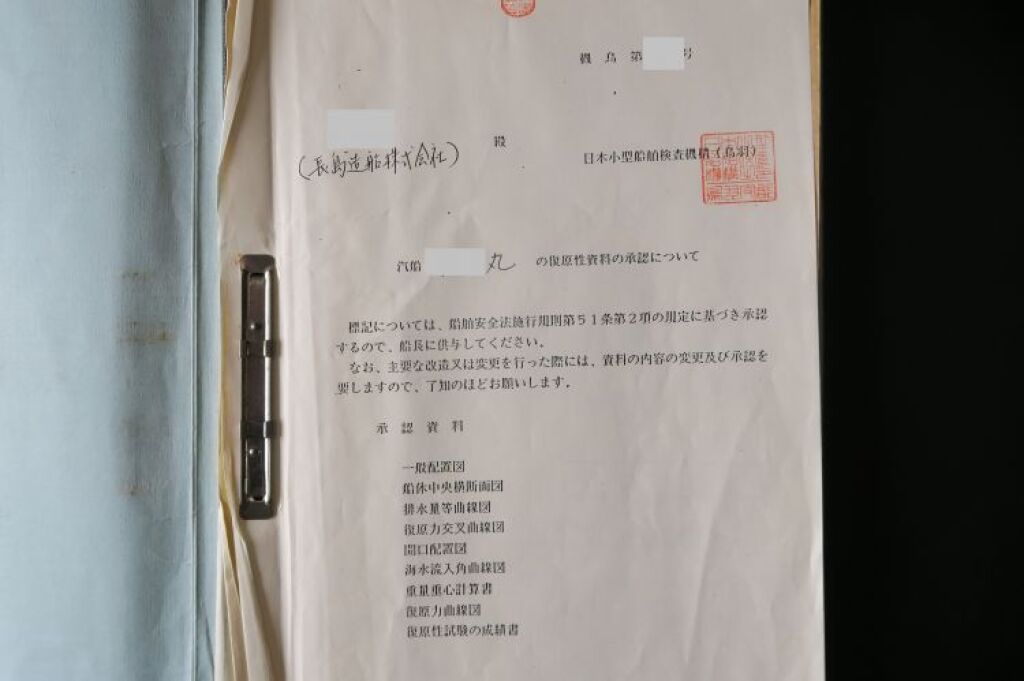 機 鳥 第 号
殿
(長島造船株式会社)
日本小型船舶検査機構(鳥羽)
汽船 丸 の復原性資料の承認について
標記については、船舶安全法施行規則第51条第2項の規定に基づき承認
するので、船長に供与してください。
なお、主要な改造又は変更を行った際には、資料の内容の変更及び承認を
要しますので、了知のほどお願いします。
承 認 資 料
一般配置図
船体中央横断面図
排水量等曲線図
復原力交叉曲線図
開口配置図
海水流入角曲線図
重量重心計算書
復原力曲線図
復原性試験の成績書